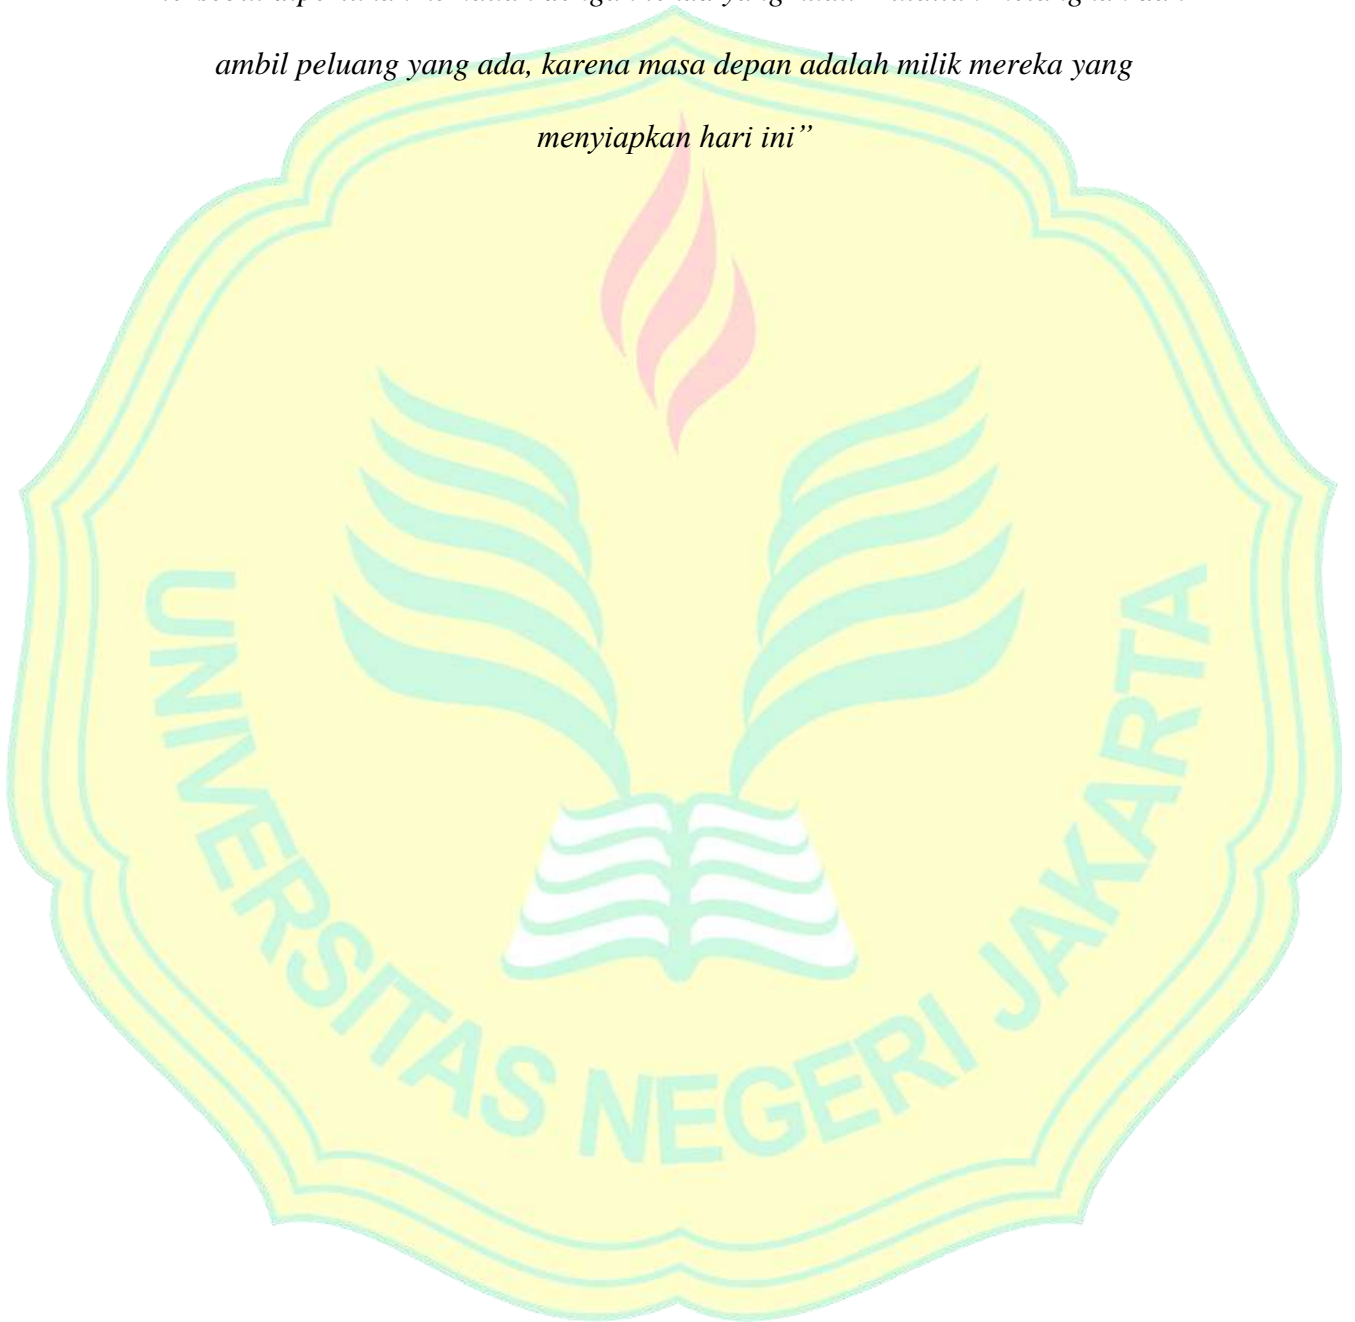 ambil peluang yang ada, karena masa depan adalah milik mereka yang
menyiapkan hari ini”
UNIVERSITAS NEGERI JAKARTA